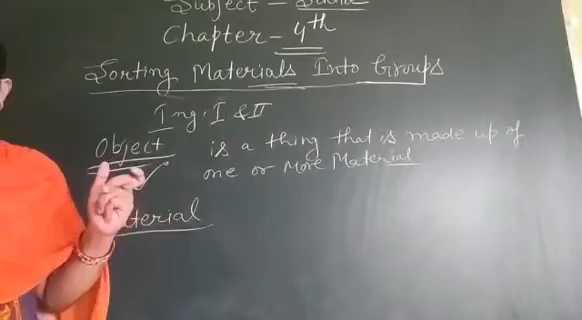 Subject -
Chapter - 4th
Sorting Materials Into Groups
Ing. I & II
Object is a thing that is made up of
one or More Material
terial